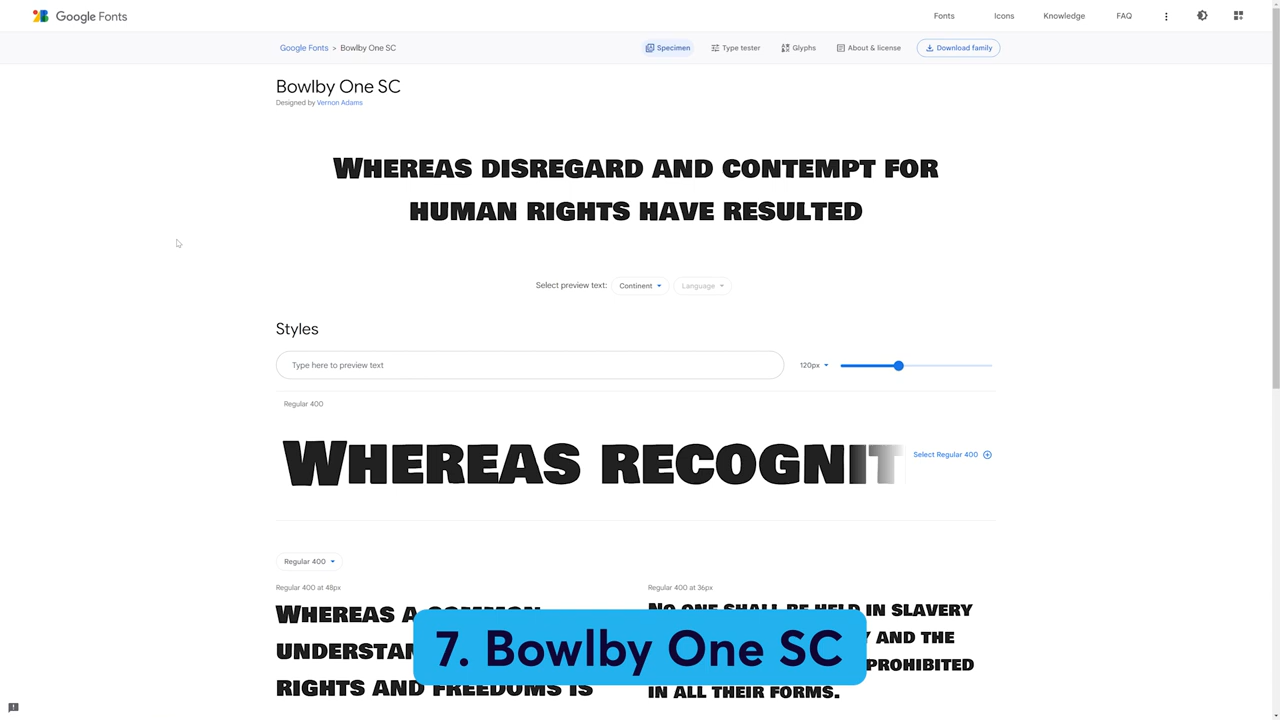 Google Fonts
Fonts Icons Knowledge FAQ
Google Fonts > Bowlby One SC
Specimen Type tester Glyphs About & license Download family
Bowlby One SC
Designed by Vernon Adams
Whereas disregard and contempt for
human rights have resulted
Select preview text: Continent Language
Styles
Type here to preview text
120px
Regular 400
Whereas recognit
Select Regular 400
Regular 400
Regular 400 at 48px
Whereas a common
understan
rights and freedoms is
Regular 400 at 36px
No one shall be held in slavery
y and the
prohibited
in all their forms.
7. Bowlby One SC